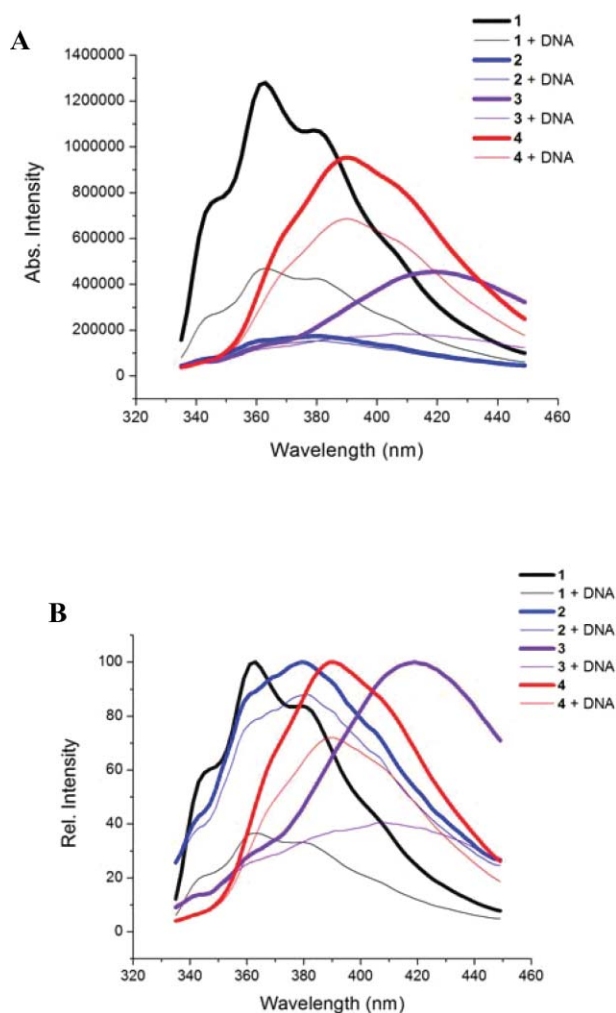 A
1
1 + DNA
2
2 + DNA
3
3 + DNA
4
4 + DNA
1400000
1200000
1000000
800000
600000
400000
200000
0
Abs. Intensity
320 340 360 380 400 420 440 460
Wavelength (nm)
B
1
1 + DNA
2
2 + DNA
3
3 + DNA
4
4 + DNA
100
80
60
40
20
0
Rel. Intensity
320 340 360 380 400 420 440 460
Wavelength (nm)